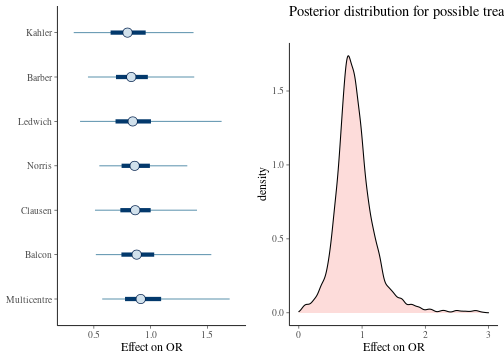 Kahler
Barber
Ledwich
Norris
Clausen
Balcon
Multicentre
0.5
1.0
1.5
Effect on OR
Posterior distribution for possible
density
1.5
1.0
0.5
0.0
0
1
2
3
Effect on OR